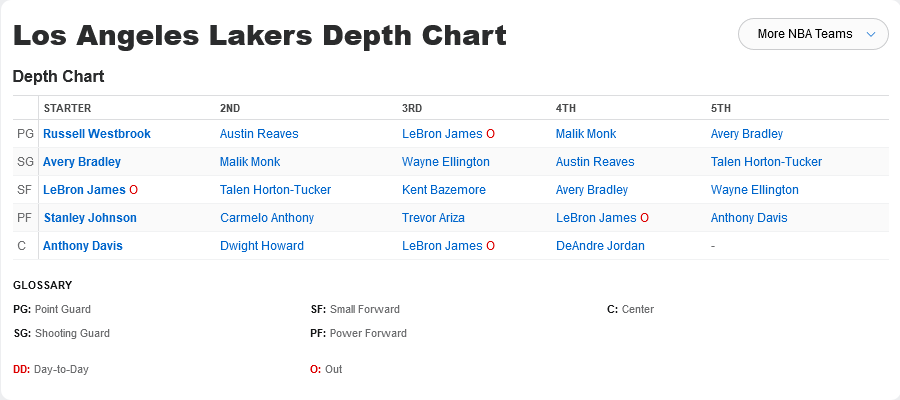 Los Angeles Lakers Depth Chart
More NBA Teams
Depth Chart
STARTER 2ND 3RD 4TH 5TH
PG Russell Westbrook Austin Reaves LeBron James O Malik Monk Avery Bradley
SG Avery Bradley Malik Monk Wayne Ellington Austin Reaves Talen Horton-Tucker
SF LeBron James O Talen Horton-Tucker Kent Bazemore Avery Bradley Wayne Ellington
PF Stanley Johnson Carmelo Anthony Trevor Ariza LeBron James O Anthony Davis
C Anthony Davis Dwight Howard LeBron James O DeAndre Jordan -
GLOSSARY
PG: Point Guard SF: Small Forward C: Center
SG: Shooting Guard PF: Power Forward
DD: Day-to-Day O: Out